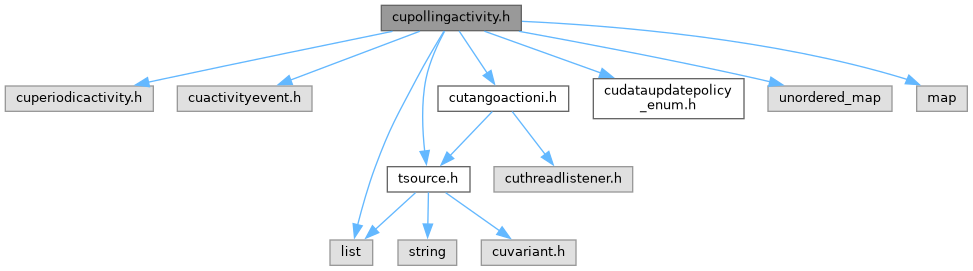 cupollingactivity.h
cuperiodicactivity.h
cuactivityevent.h
cutangoactioni.h
cudataupdatepolicy
_enum.h
unordered_map
map
tsource.h
cuthreadlistener.h
list
string
cuvariant.h